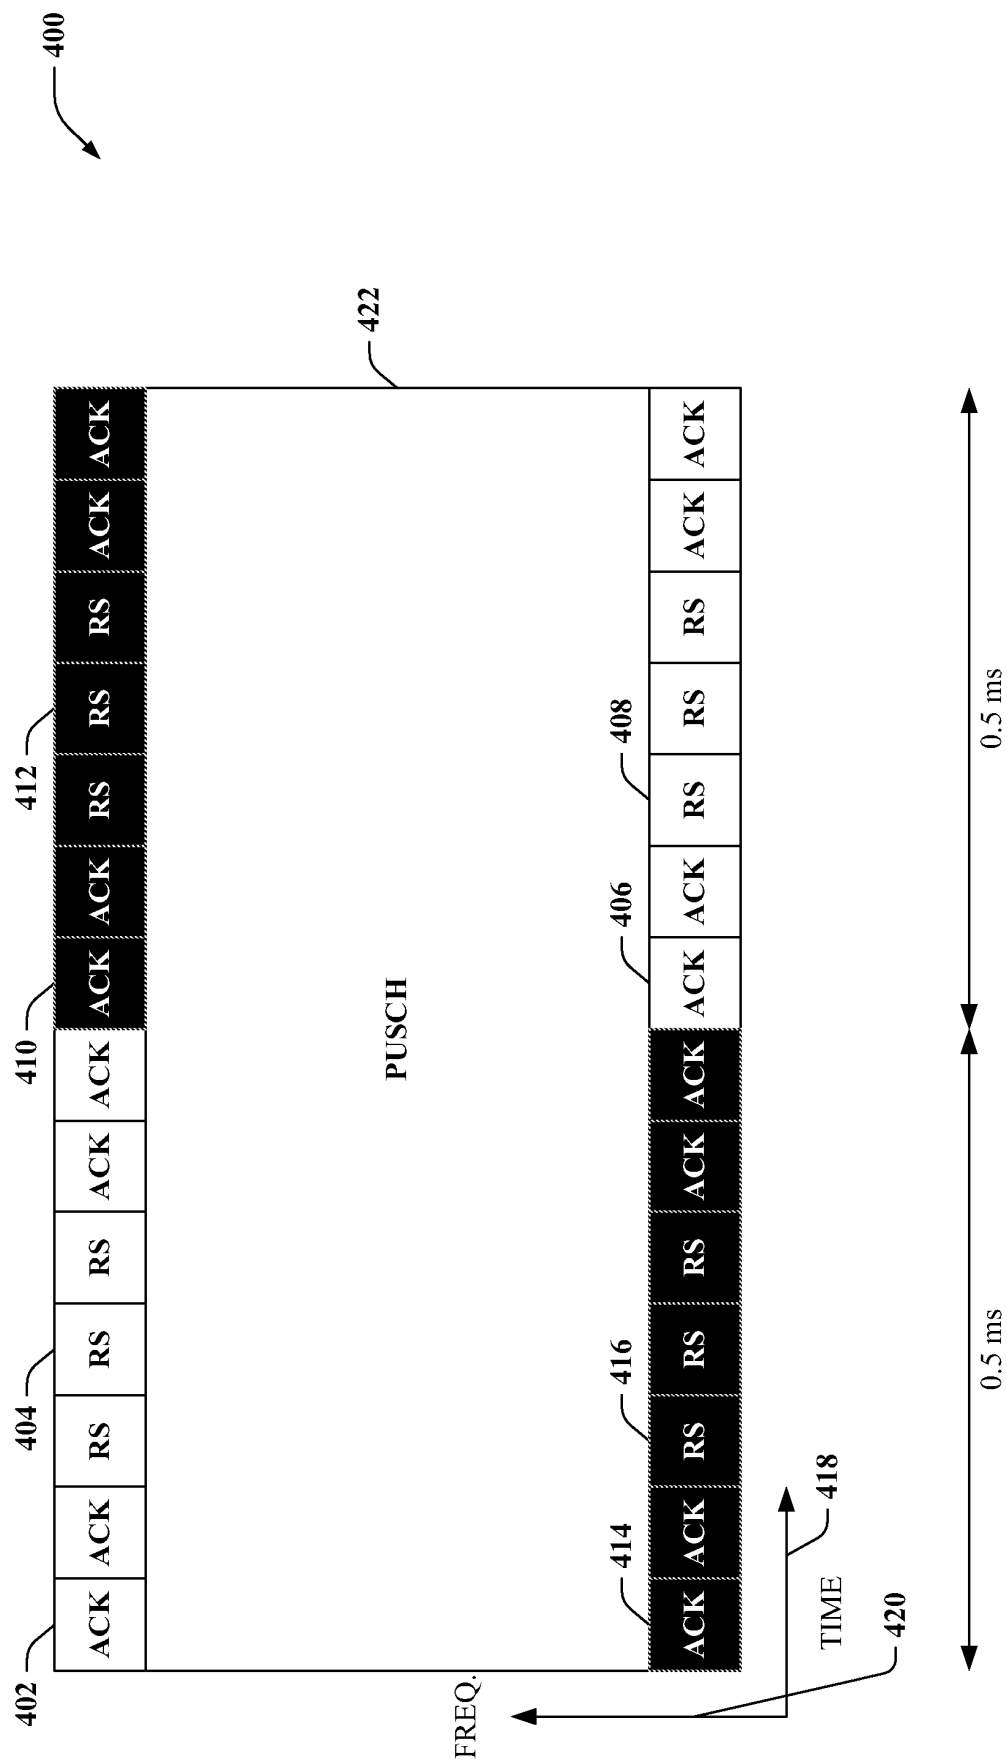 400
402 404 410 412
ACK ACK RS RS RS ACK ACK ACK ACK RS RS RS ACK ACK
422
PUSCH
FREQ.
414 416 406 408
ACK ACK RS RS RS ACK ACK ACK ACK RS RS RS ACK ACK
TIME 418
420
0.5 ms 0.5 ms